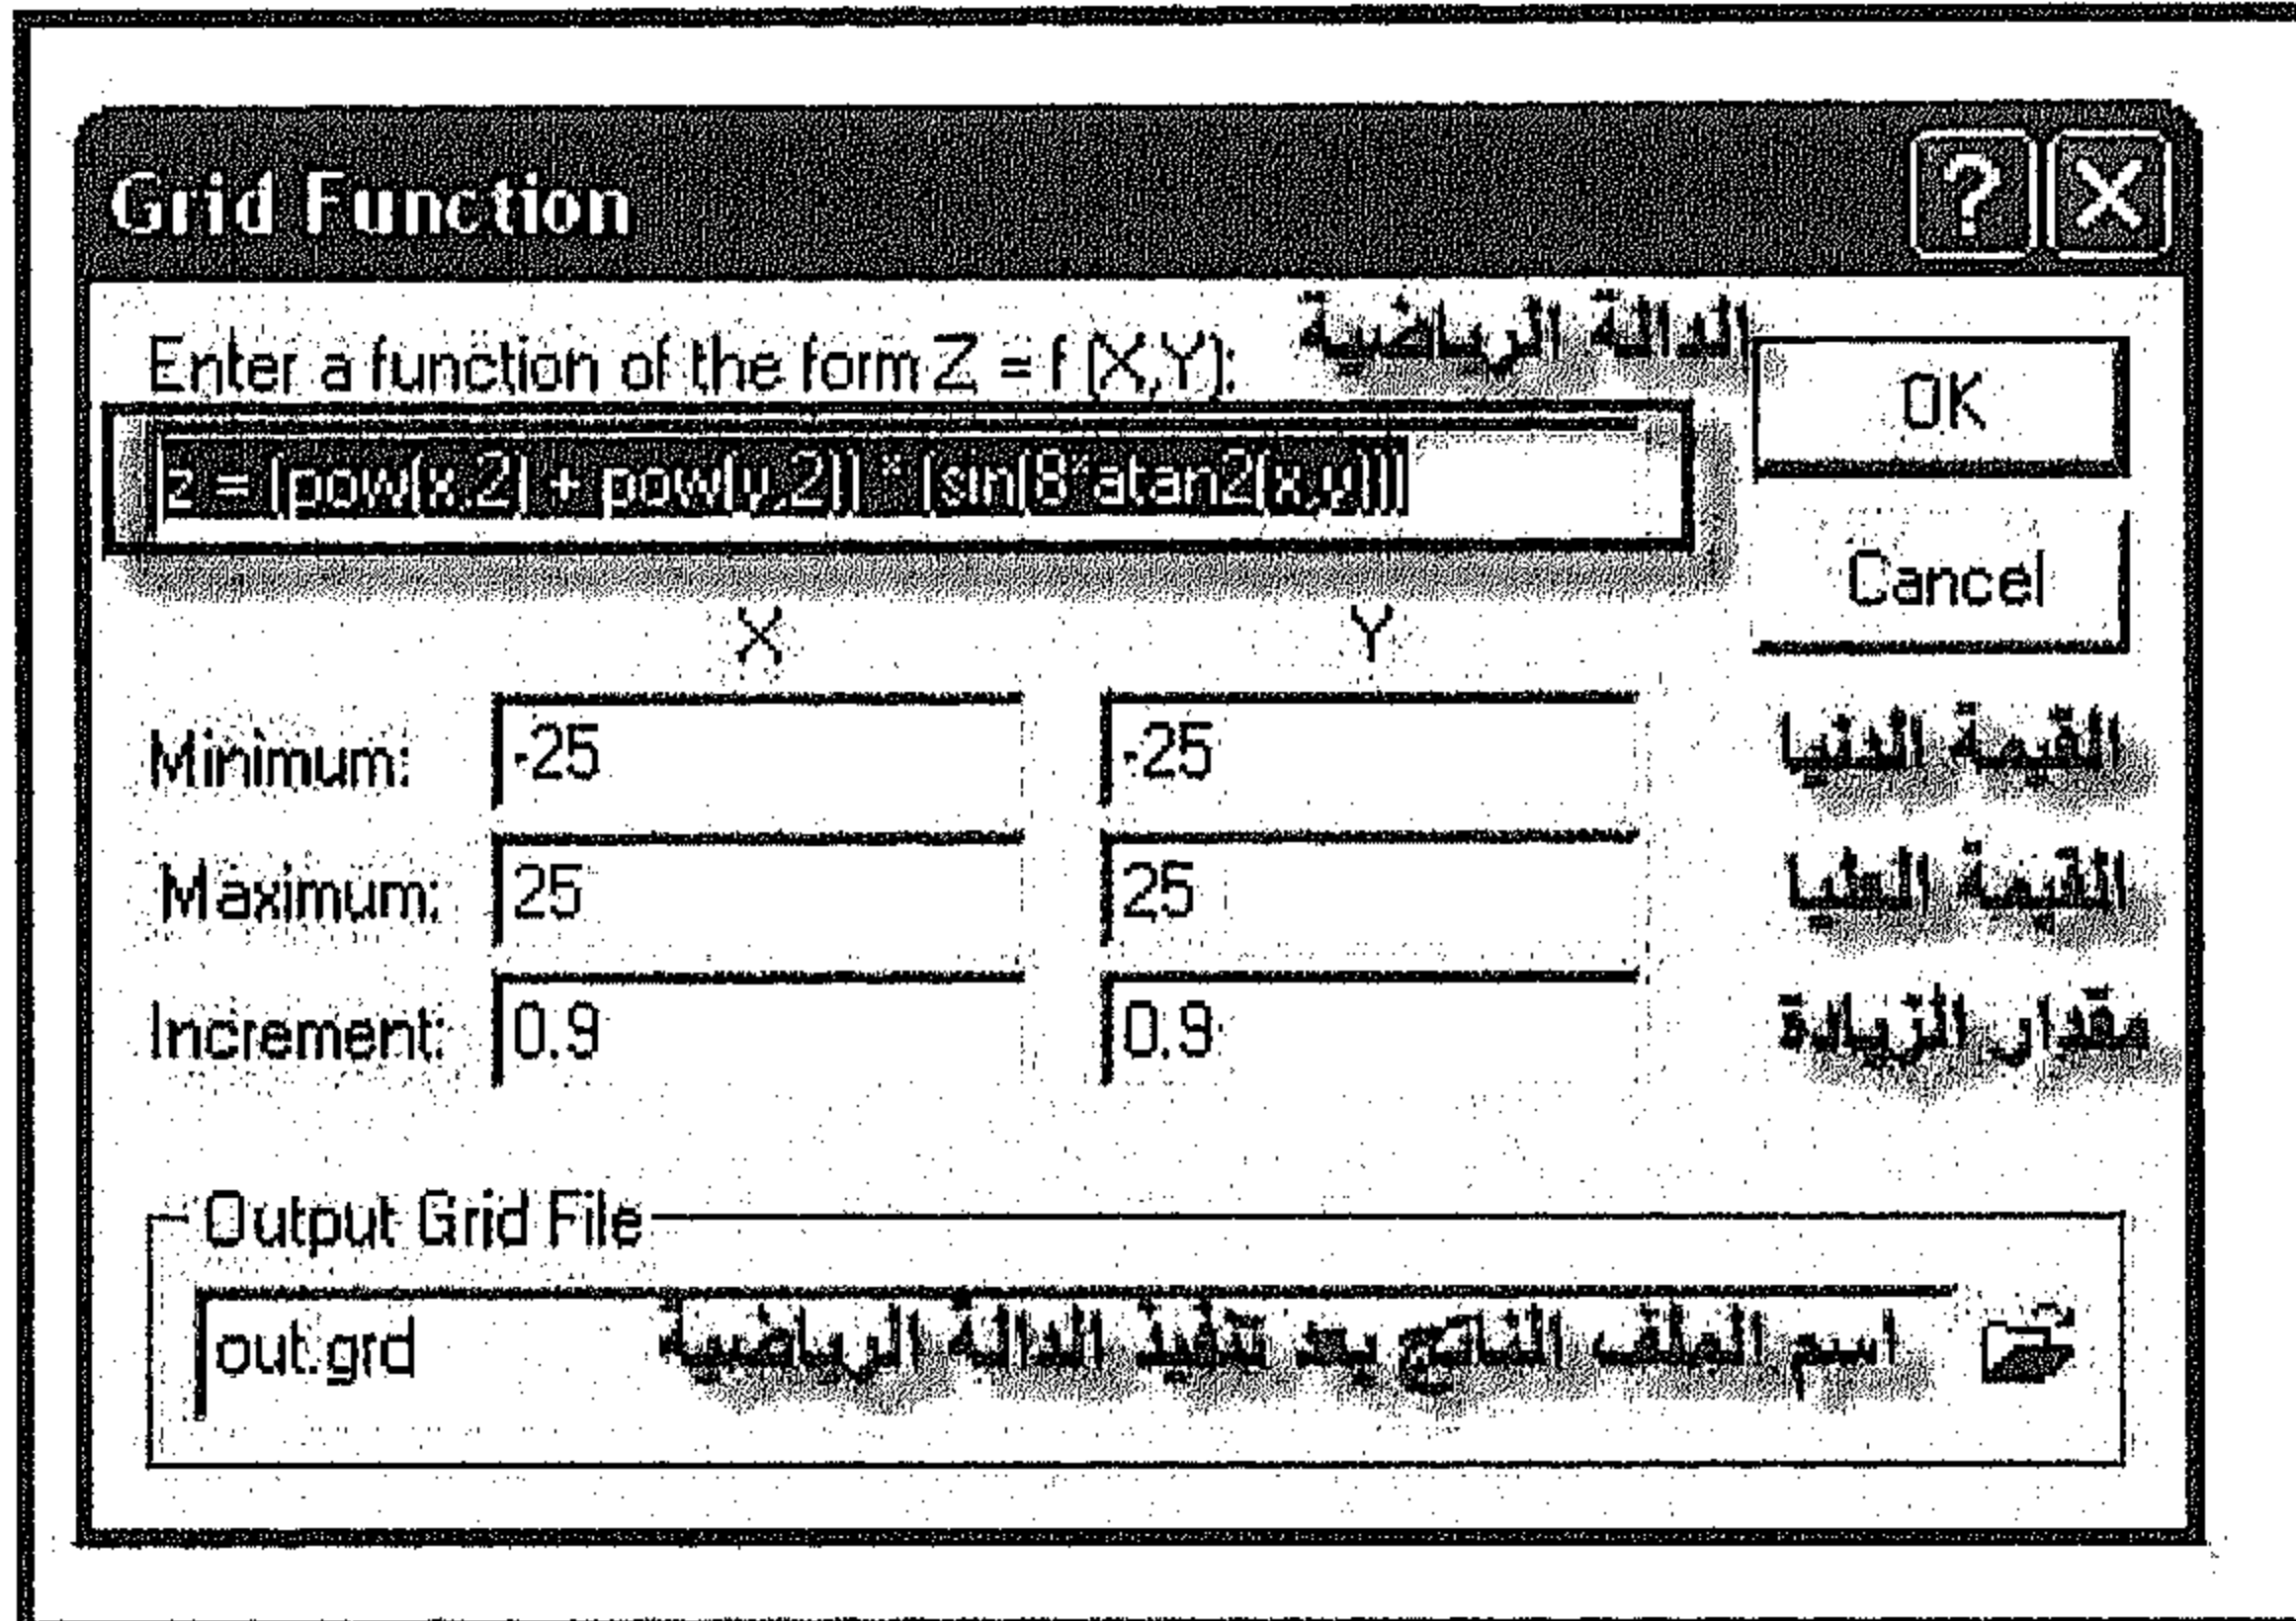 Grid Function
Enter a function of the form Z = f (X,Y): الدالة الرياضية
OK
z = (pow(x,2) + pow(y,2)) * (sin(8*atan2(x,y)))
Cancel
X Y
Minimum: -25 -25 القيمة الدنيا
Maximum: 25 25 القيمة العليا
Increment: 0.9 0.9 مقدار الزيادة
Output Grid File
out.grd اسم الملف الناتج بعد تنفيذ الدالة الرياضية